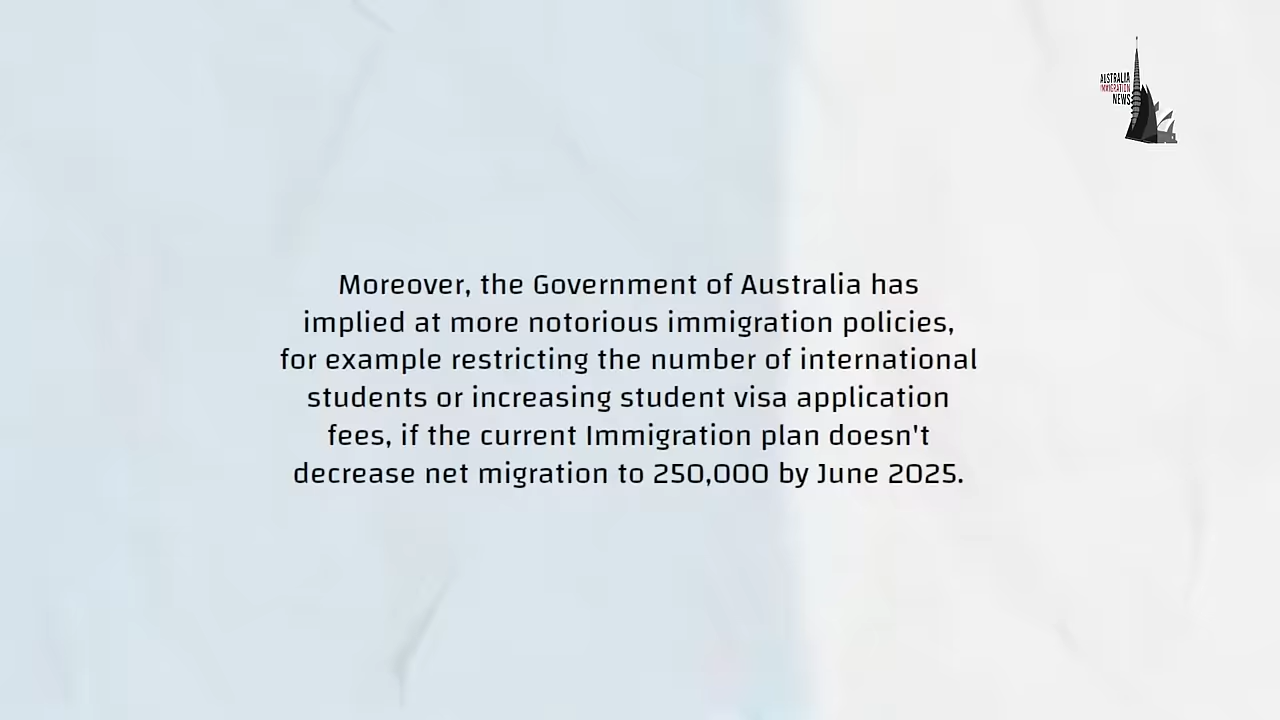 AUSTRALIA
IMMIGRATION
NEWS
Moreover, the Government of Australia has
implied at more notorious immigration policies,
for example restricting the number of international
students or increasing student visa application
fees, if the current Immigration plan doesn't
decrease net migration to 250,000 by June 2025.